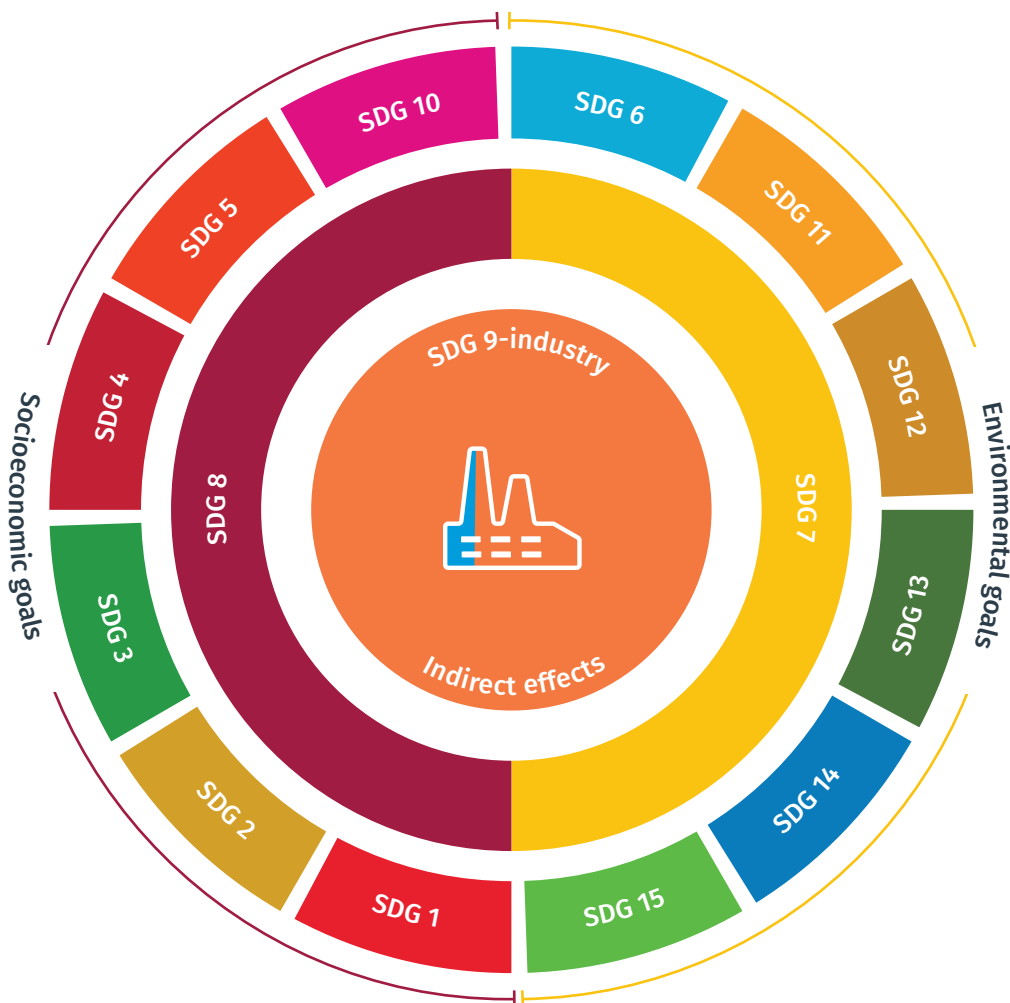 SDG 10
SDG 6
SDG 5
SDG 11
SDG 4
SDG 12
SDG 3
SDG 13
SDG 2
SDG 14
SDG 1
SDG 15
SDG 8
SDG 7
SDG 9-industry
Indirect effects
Socioeconomic goals
Environmental goals